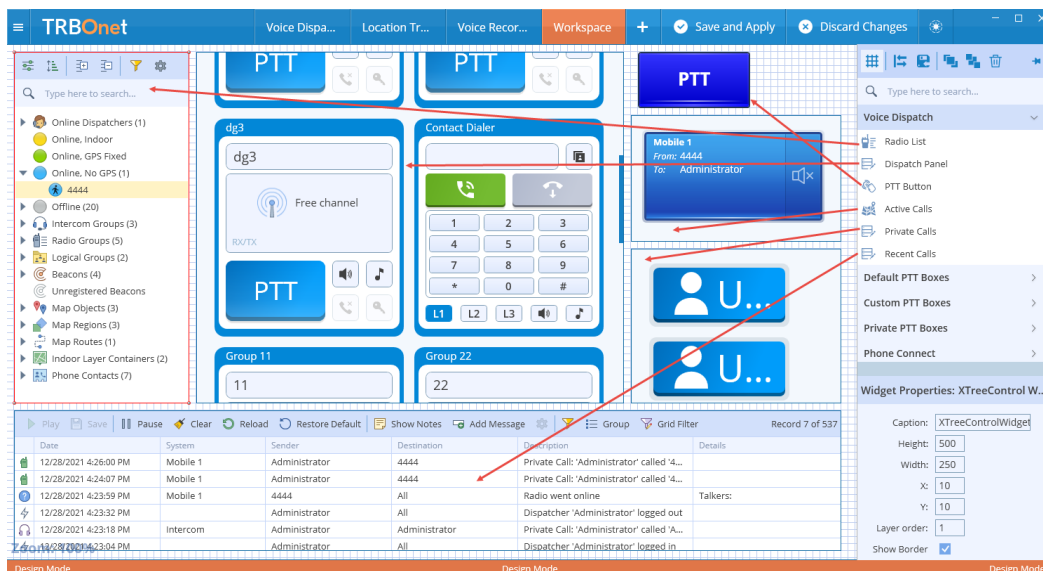 TRBOnet
Voice Dispa...
Location Tr...
Voice Recor...
Workspace
Save and Apply
Discard Changes
Type here to search...
Online Dispatchers (1)
Online, Indoor
Online, GPS Fixed
Online, No GPS (1)
4444
Offline (20)
Intercom Groups (3)
Radio Groups (5)
Logical Groups (2)
Beacons (4)
Unregistered Beacons
Map Objects (3)
Map Regions (3)
Map Routes (1)
Indoor Layer Containers (2)
Phone Contacts (7)
PTT
PTT
dg3
dg3
Free channel
RX/TX
PTT
Contact Dialer
1 2 3
4 5 6
7 8 9
* 0 #
L1 L2 L3
Group 11
11
Group 22
22
PTT
Mobile 1
From: 4444
To: Administrator
U...
U...
Type here to search...
Voice Dispatch
Radio List
Dispatch Panel
PTT Button
Active Calls
Private Calls
Recent Calls
Default PTT Boxes
Custom PTT Boxes
Private PTT Boxes
Phone Connect
Widget Properties: XTreeControl W...
Caption: XTreeControlWidget
Height: 500
Width: 250
X: 10
Y: 10
Layer order: 1
Show Border
Play Save Pause Clear Reload Restore Default Show Notes Add Message Group Grid Filter Record 7 of 537
Date System Sender Destination Description Details
12/28/2021 4:26:00 PM Mobile 1 Administrator 4444 Private Call: 'Administrator' called '4...
12/28/2021 4:24:07 PM Mobile 1 Administrator 4444 Private Call: 'Administrator' called '4...
12/28/2021 4:23:59 PM Mobile 1 4444 All Radio went online Talkers:
12/28/2021 4:23:32 PM Administrator All Dispatcher 'Administrator' logged out
12/28/2021 4:23:18 PM Intercom Administrator Administrator Private Call: 'Administrator' called 'A...
12/28/2021 4:23:04 PM Administrator All Dispatcher 'Administrator' logged in
Zoom: 100%
Design Mode Design Mode Design Mode